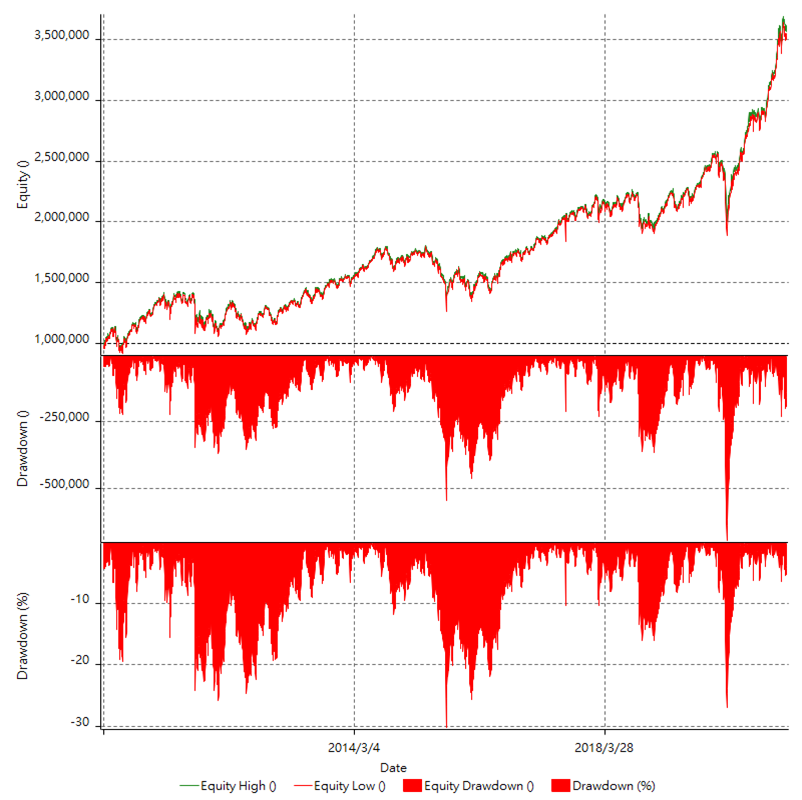 3,500,000
3,000,000
2,500,000
2,000,000
1,500,000
1,000,000
Equity ()
-250,000
-500,000
Drawdown ()
-10
-20
-30
Drawdown (%)
2014/3/4
2018/3/28
Date
Equity High ()
Equity Low ()
Equity Drawdown ()
Drawdown (%)